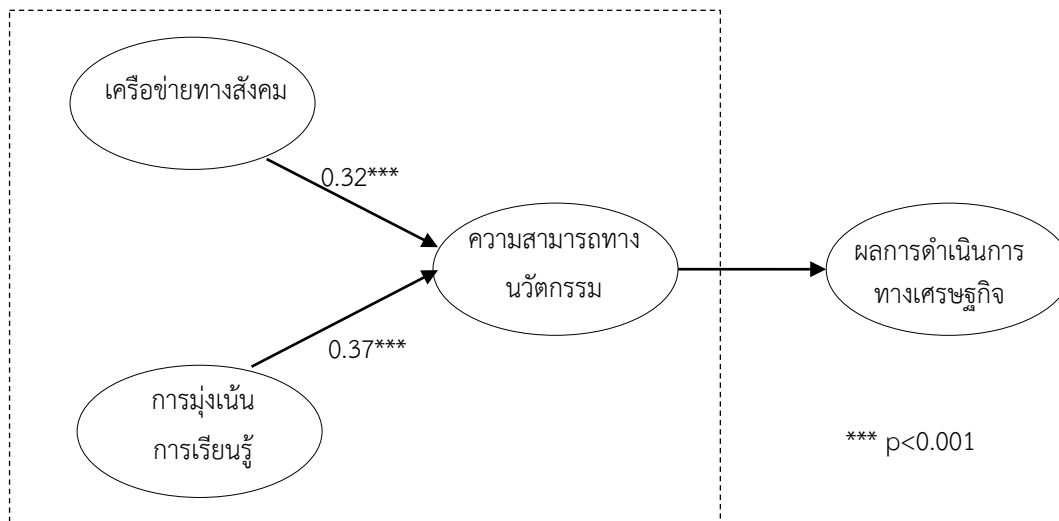 เครือข่ายทางสังคม
0.32***
ความสามารถทาง
นวัตกรรม
ผลการดำเนินการ
ทางเศรษฐกิจ
0.37***
การมุ่งเน้น
การเรียนรู้
*** p<0.001